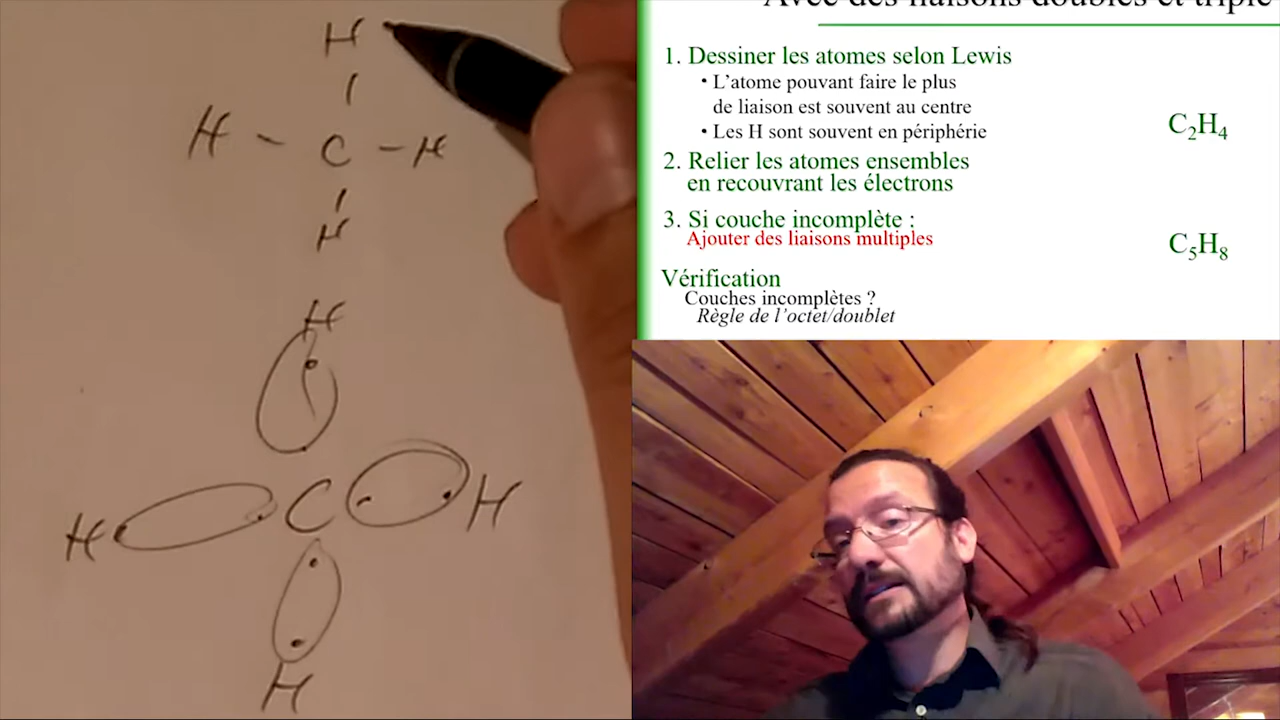 H
H - C - H
H
H
H C H
H
Avec des liaisons doubles et triple
1. Dessiner les atomes selon Lewis
• L'atome pouvant faire le plus
de liaison est souvent au centre
• Les H sont souvent en périphérie
C₂H₄
2. Relier les atomes ensembles
en recouvrant les électrons
3. Si couche incomplète :
Ajouter des liaisons multiples
C₅H₈
Vérification
Couches incomplètes ?
Règle de l'octet/doublet